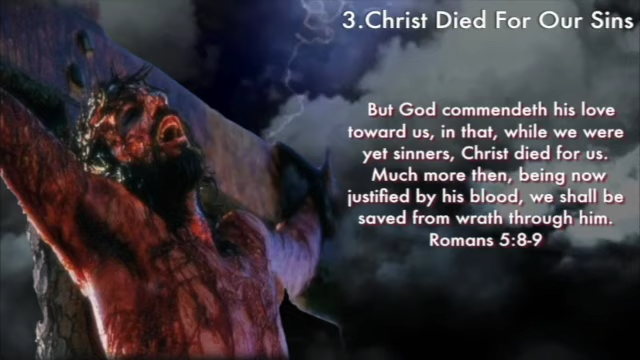 3.Christ Died For Our Sins
But God commendeth his love
toward us, in that, while we were
yet sinners, Christ died for us.
Much more then, being now
justified by his blood, we shall be
saved from wrath through him.
Romans 5:8-9